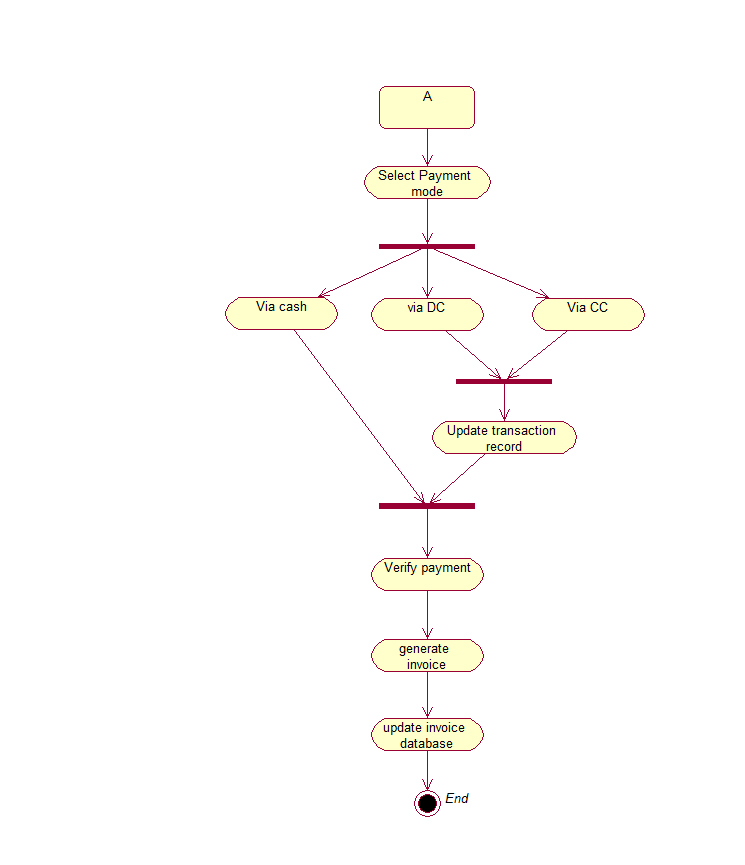 A
Select Payment
mode
Via cash
via DC
Via CC
Update transaction
record
Verify payment
generate
invoice
update invoice
database
End